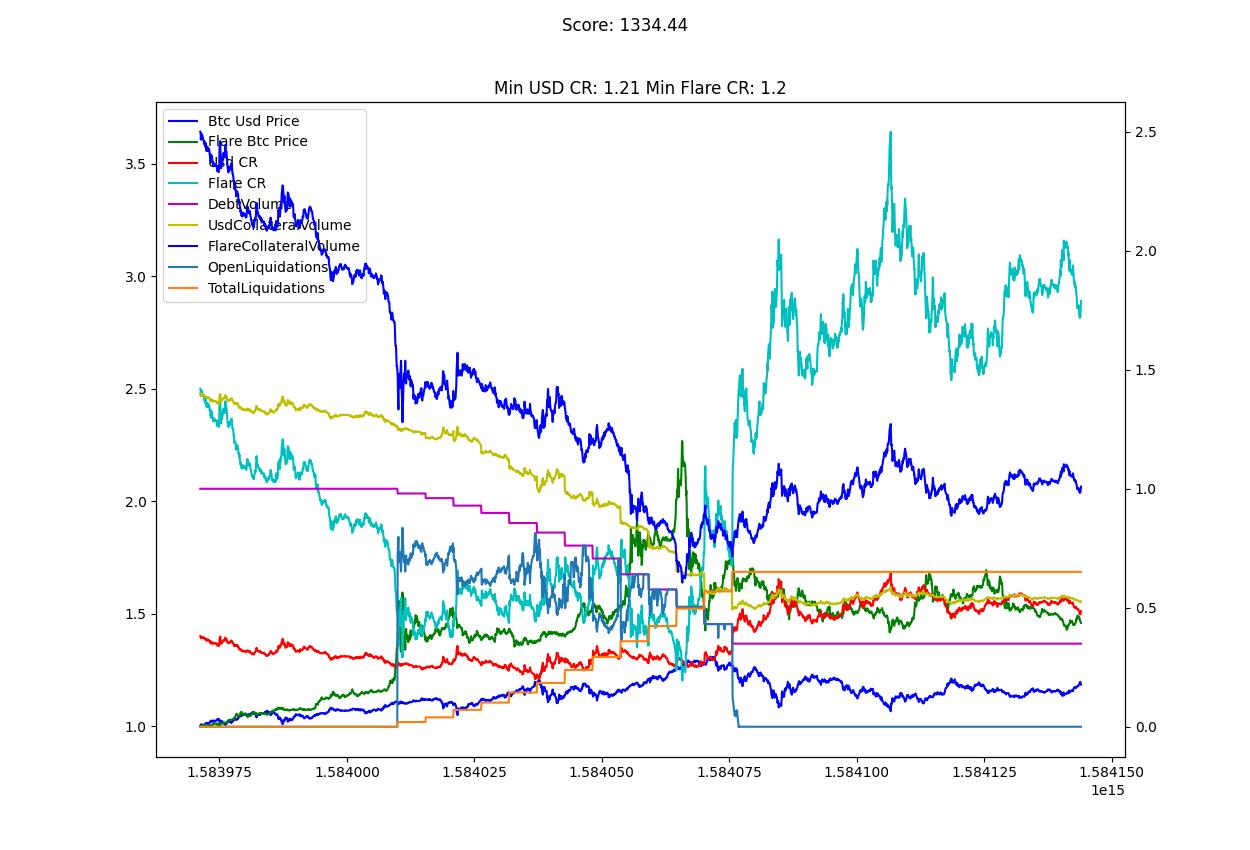 Score: 1334.44
Min USD CR: 1.21 Min Flare CR: 1.2
Btc Usd Price
Flare Btc Price
Usd CR
Flare CR
DebtVolume
UsdCollateralVolume
FlareCollateralVolume
OpenLiquidations
TotalLiquidations
3.5
3.0
2.5
2.0
1.5
1.0
2.5
2.0
1.5
1.0
0.5
0.0
1.583975 1.584000 1.584025 1.584050 1.584075 1.584100 1.584125 1.584150
1e15